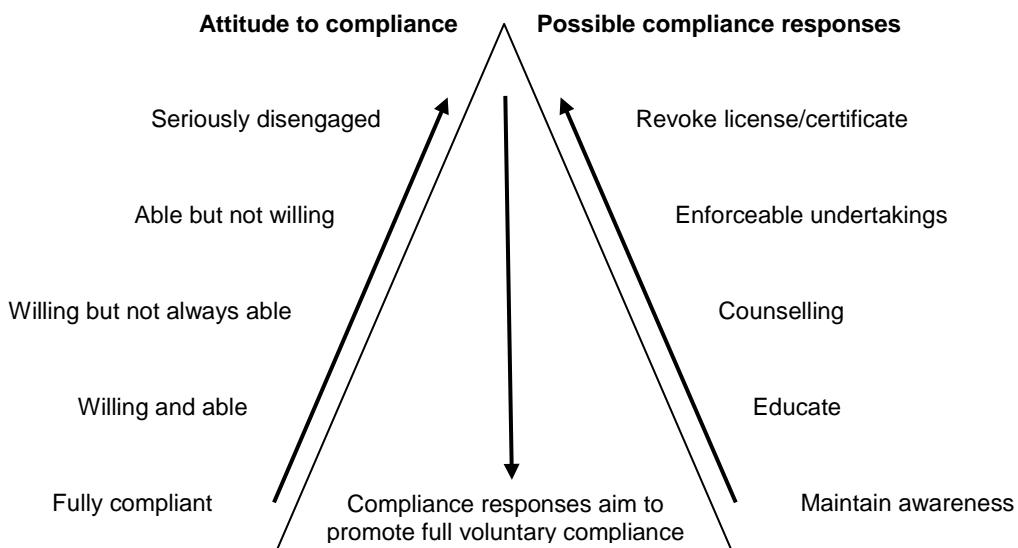 Attitude to compliance
Possible compliance responses
Seriously disengaged
Revoke license/certificate
Able but not willing
Enforceable undertakings
Willing but not always able
Counselling
Willing and able
Educate
Fully compliant
Compliance responses aim to
promote full voluntary compliance
Maintain awareness